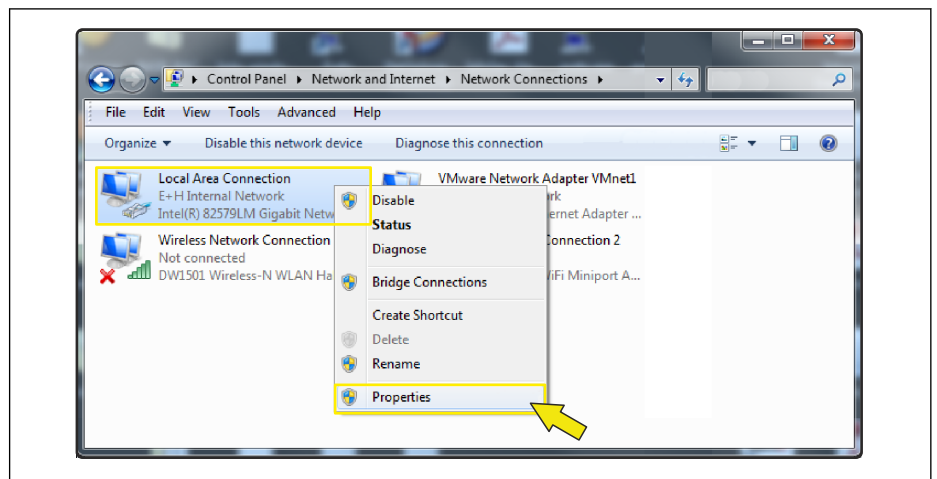 Control Panel Network and Internet Network Connections
File Edit View Tools Advanced Help
Organize Disable this network device Diagnose this connection
Local Area Connection
E+H Internal Network
Intel(R) 82579LM Gigabit Netw
Wireless Network Connection
Not connected
DW1501 Wireless-N WLAN Ha
VMware Network Adapter VMnet1
rk
ernet Adapter ...
Connection 2
iFi Miniport A...
Disable
Status
Diagnose
Bridge Connections
Create Shortcut
Delete
Rename
Properties